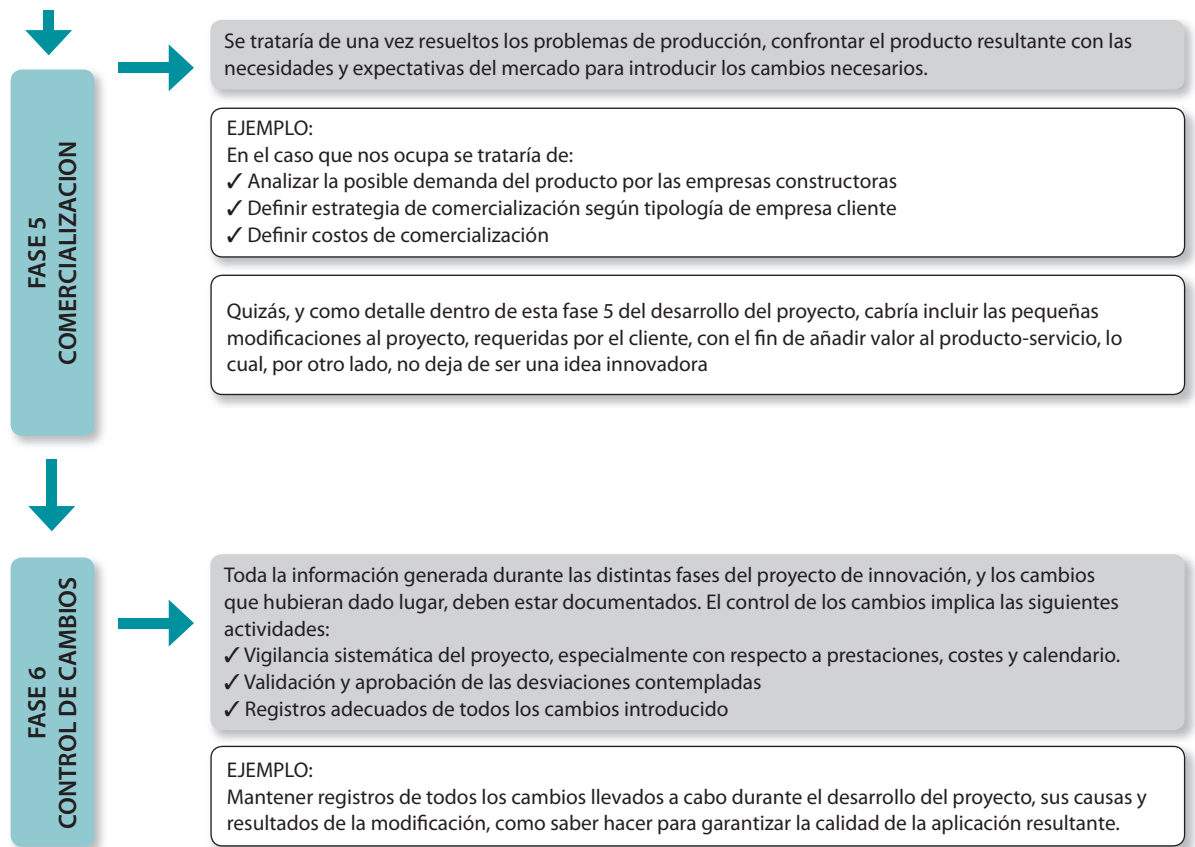 FASE 5
COMERCIALIZACION
Se trataría de una vez resueltos los problemas de producción, confrontar el producto resultante con las
necesidades y expectativas del mercado para introducir los cambios necesarios.
EJEMPLO:
En el caso que nos ocupa se trataría de:
✓ Analizar la posible demanda del producto por las empresas constructoras
✓ Definir estrategia de comercialización según tipología de empresa cliente
✓ Definir costos de comercialización
Quizás, y como detalle dentro de esta fase 5 del desarrollo del proyecto, cabría incluir las pequeñas
modificaciones al proyecto, requeridas por el cliente, con el fin de añadir valor al producto-servicio, lo
cual, por otro lado, no deja de ser una idea innovadora
FASE 6
CONTROL DE CAMBIOS
Toda la información generada durante las distintas fases del proyecto de innovación, y los cambios
que hubieran dado lugar, deben estar documentados. El control de los cambios implica las siguientes
actividades:
✓ Vigilancia sistemática del proyecto, especialmente con respecto a prestaciones, costes y calendario.
✓ Validación y aprobación de las desviaciones contempladas
✓ Registros adecuados de todos los cambios introducido
EJEMPLO:
Mantener registros de todos los cambios llevados a cabo durante el desarrollo del proyecto, sus causas y
resultados de la modificación, como saber hacer para garantizar la calidad de la aplicación resultante.